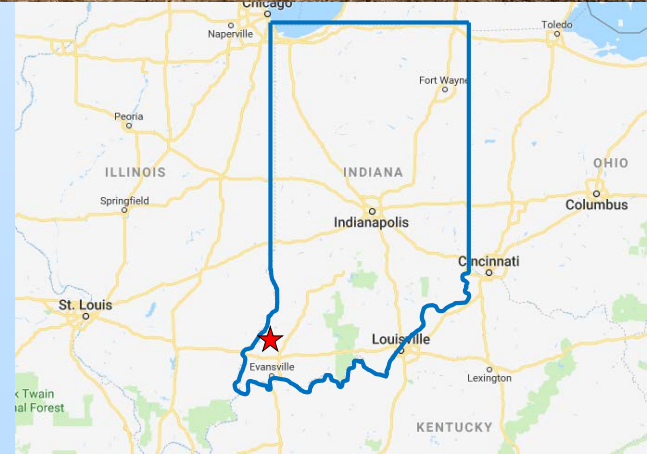 Chicago
Naperville
Toledo
Fort Wayne
Peoria
ILLINOIS
INDIANA
OHIO
Springfield
Columbus
Indianapolis
Cincinnati
St. Louis
Louisville
Evansville
Lexington
k Twain
al Forest
KENTUCKY